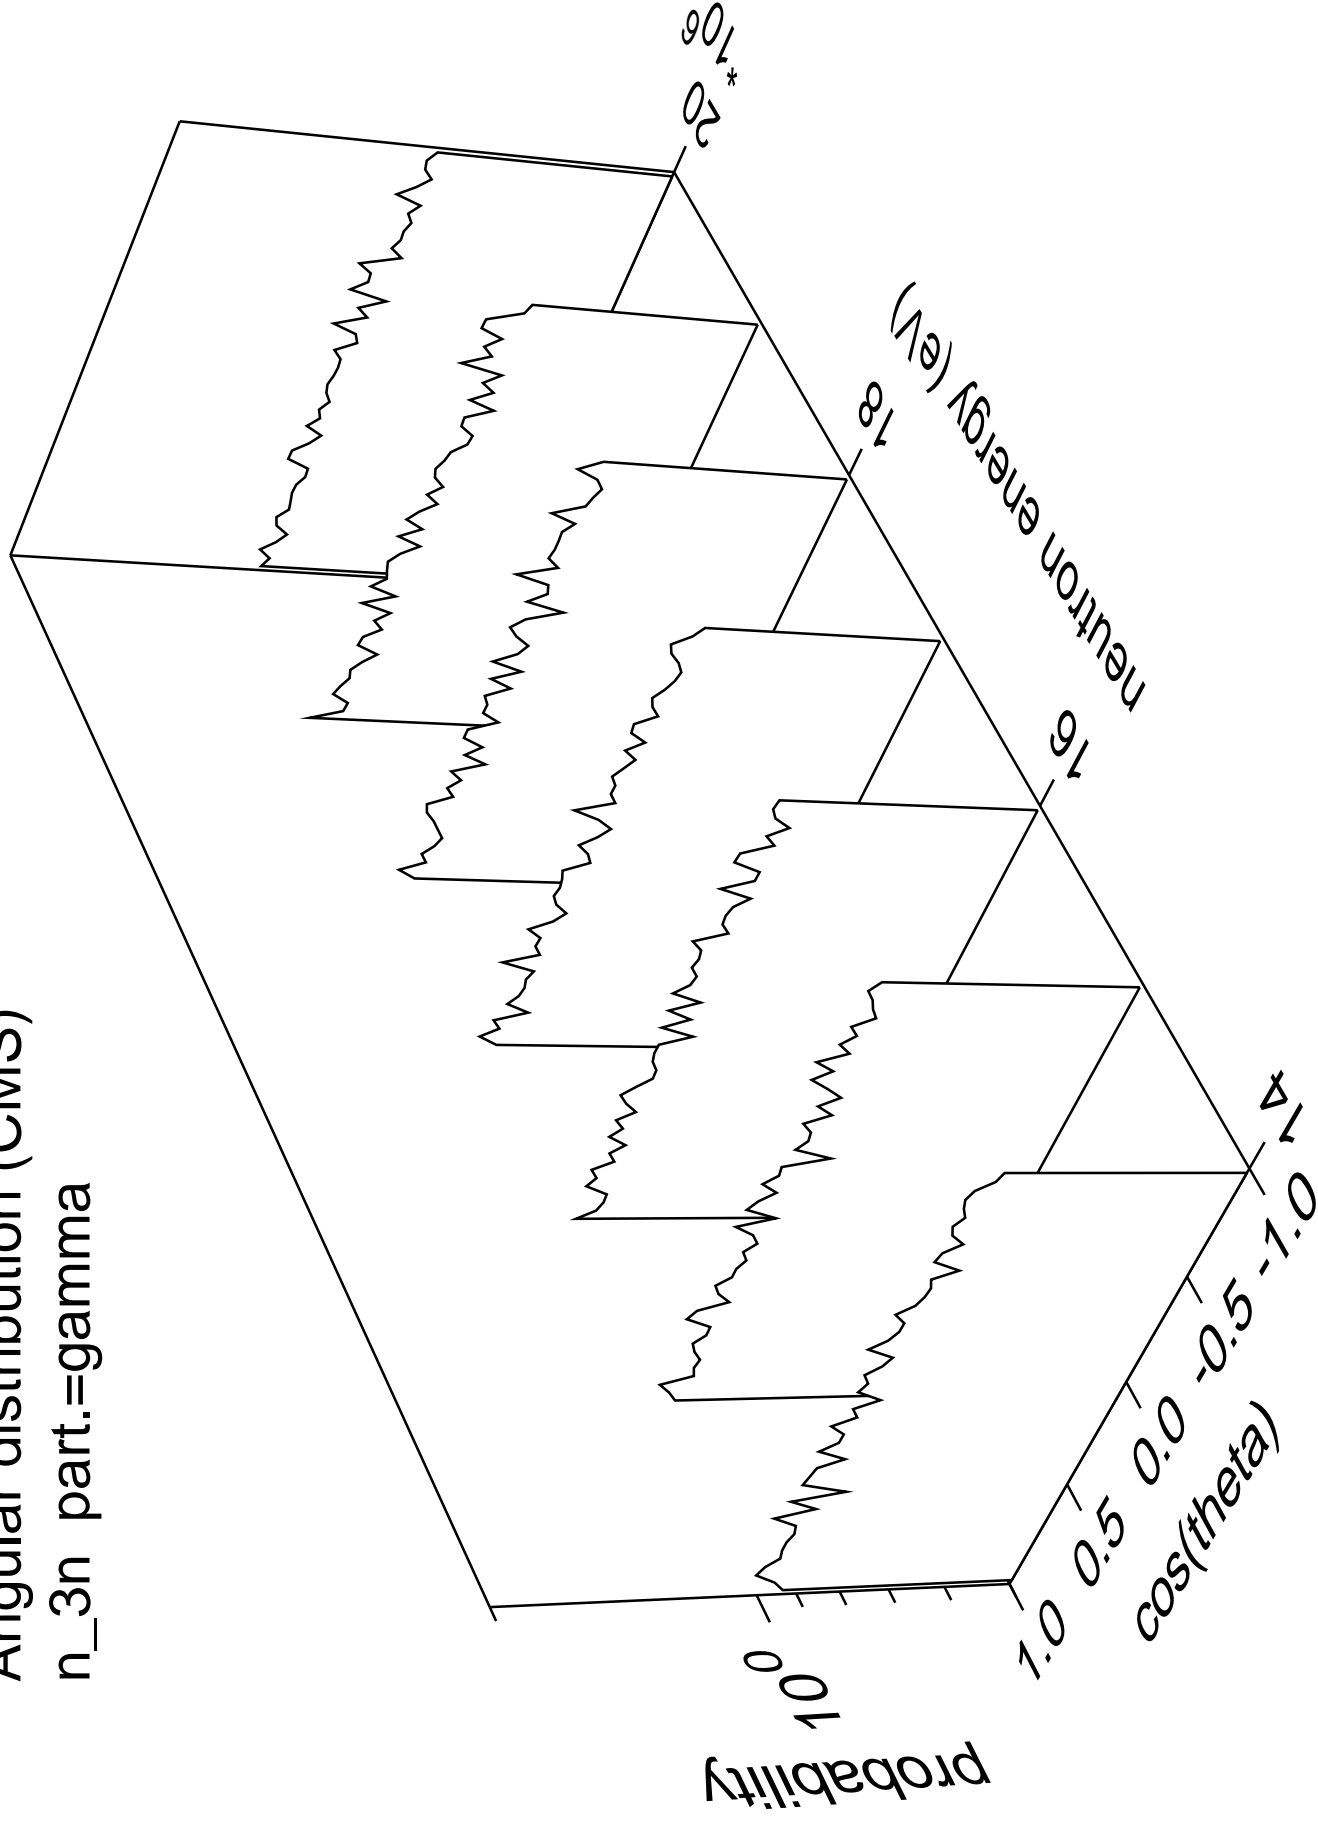 Angular distribution (CMS)
n_3n part.=gamma
probability
10^0
cos(theta)
1.0
0.5
0.0
-0.5
-1.0
neutron energy (eV)
14
16
18
20
*10^6